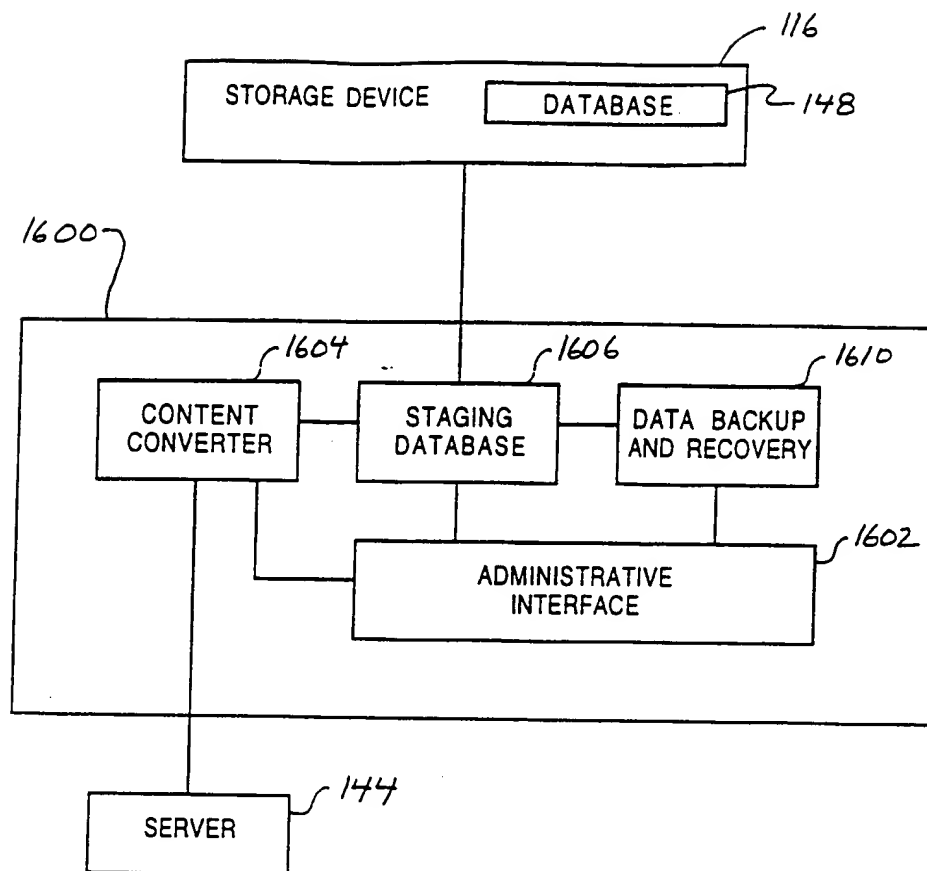 116
STORAGE DEVICE
DATABASE
148
1600
1604
1606
1610
CONTENT
CONVERTER
STAGING
DATABASE
DATA BACKUP
AND RECOVERY
1602
ADMINISTRATIVE
INTERFACE
144
SERVER